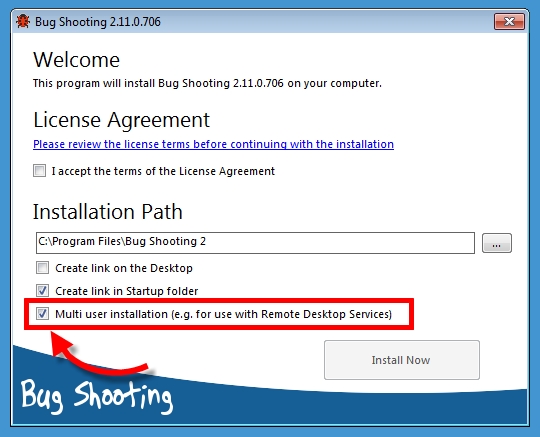 Bug Shooting 2.11.0.706
Welcome
This program will install Bug Shooting 2.11.0.706 on your computer.
License Agreement
Please review the license terms before continuing with the installation
I accept the terms of the License Agreement
Installation Path
C:\Program Files\Bug Shooting 2
...
Create link on the Desktop
Create link in Startup folder
Multi user installation (e.g. for use with Remote Desktop Services)
Install Now
Bug Shooting